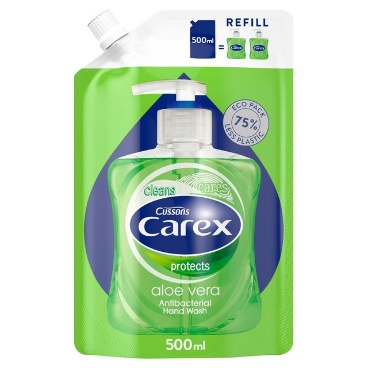 REFILL
500ml
=
ECO PACK
75%
LESS PLASTIC
cleans cares
Cussons
Carex
protects
aloe vera
Antibacterial
Hand Wash
500ml